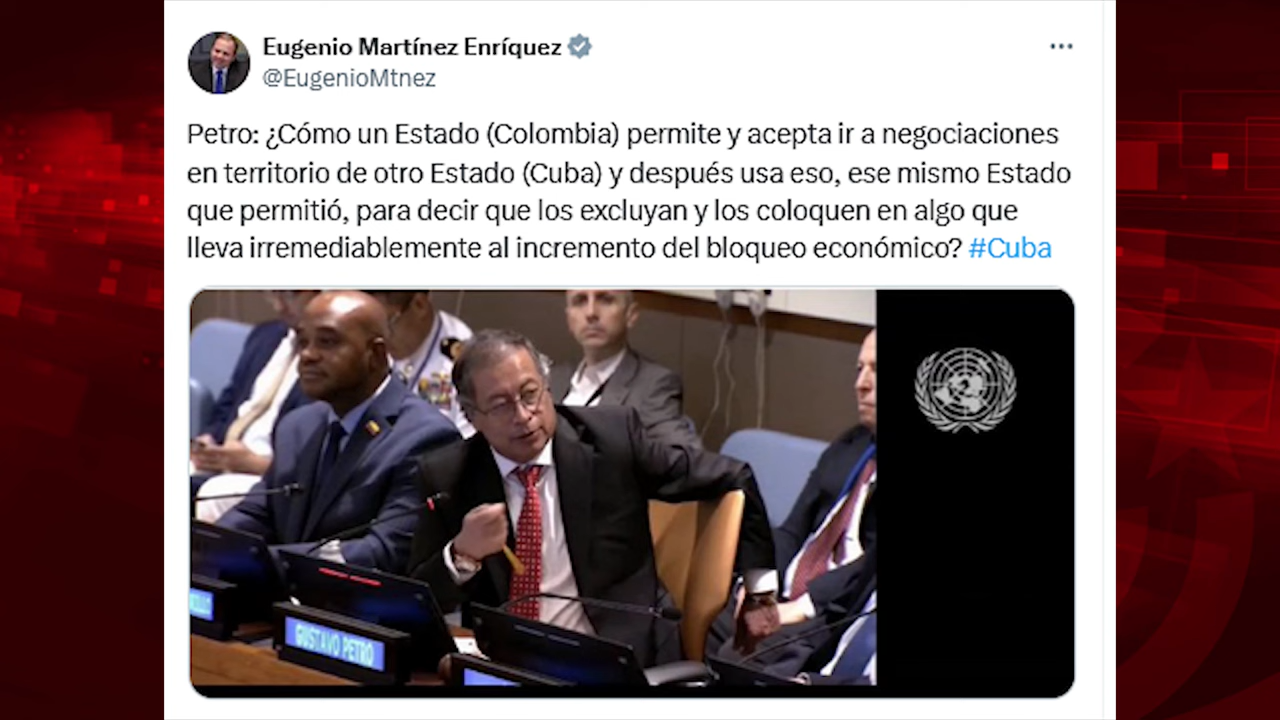 Eugenio Martínez Enríquez
@EugenioMtnez
Petro: ¿Cómo un Estado (Colombia) permite y acepta ir a negociaciones
en territorio de otro Estado (Cuba) y después usa eso, ese mismo Estado
que permitió, para decir que los excluyan y los coloquen en algo que
lleva irremediablemente al incremento del bloqueo económico? #Cuba
GUSTAVO PETRO